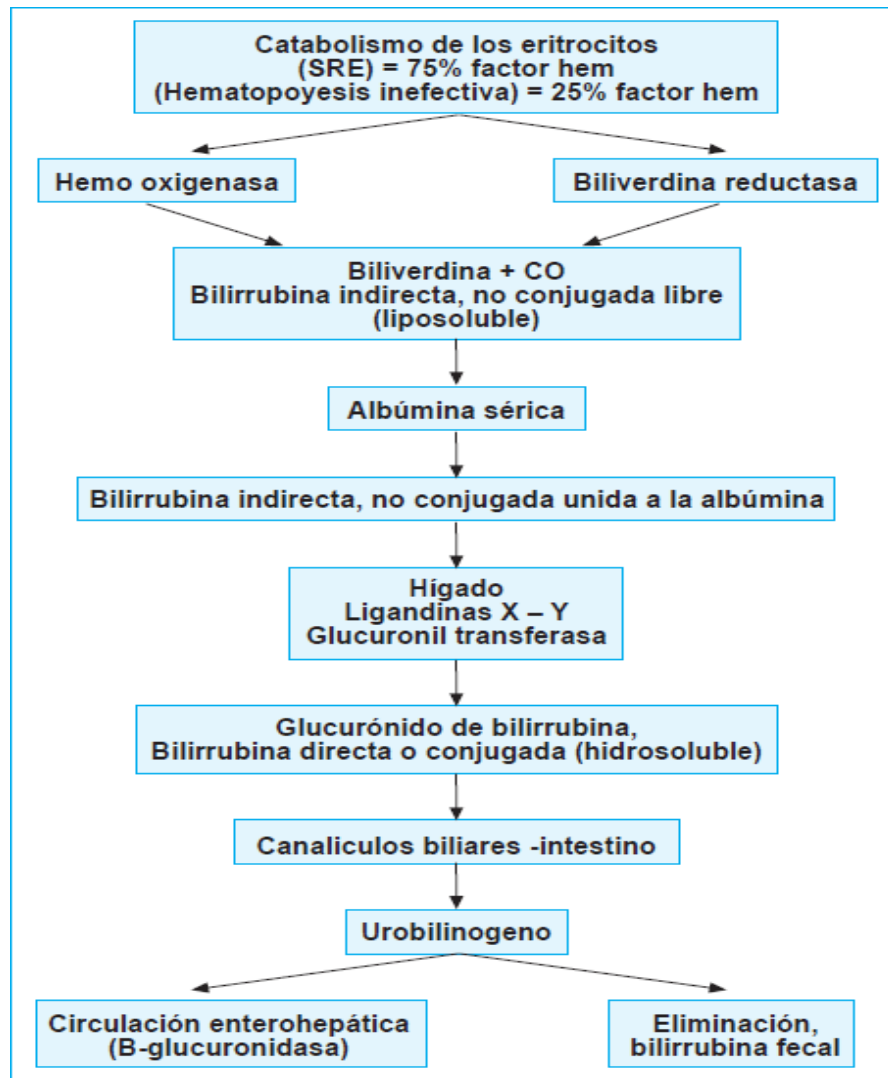 Catabolismo de los eritrocitos
(SRE) = 75% factor hem
(Hematopoyesis inefectiva) = 25% factor hem
Hemo oxigenasa
Biliverdina reductasa
Biliverdina + CO
Bilirrubina indirecta, no conjugada libre
(liposoluble)
Albúmina sérica
Bilirrubina indirecta, no conjugada unida a la albúmina
Hígado
Ligandinas X – Y
Glucuronil transferasa
Glucurónido de bilirrubina,
Bilirrubina directa o conjugada (hidrosoluble)
Canaliculos biliares -intestino
Urobilinogeno
Circulación enterohepática
(B-glucuronidasa)
Eliminación,
bilirrubina fecal